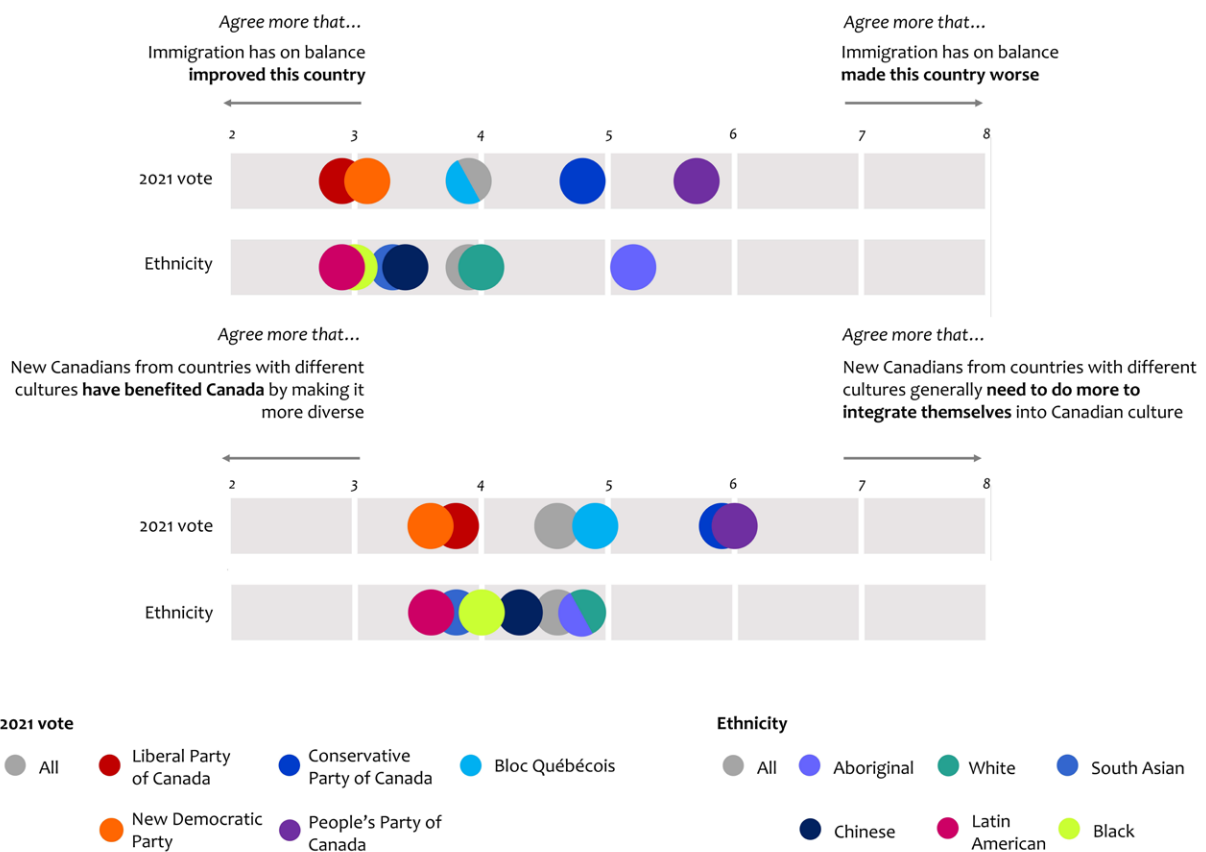 Agree more that...
Agree more that...
Immigration has on balance
improved this country
Immigration has on balance
made this country worse
2 3 4 5 6 7 8
2021 vote
Ethnicity
Agree more that...
Agree more that...
New Canadians from countries with different
cultures have benefited Canada by making it
more diverse
New Canadians from countries with different
cultures generally need to do more to
integrate themselves into Canadian culture
2 3 4 5 6 7 8
2021 vote
Ethnicity
2021 vote
All
Liberal Party
of Canada
Conservative
Party of Canada
Bloc Québécois
New Democratic
Party
People's Party of
Canada
Ethnicity
All
Aboriginal
White
South Asian
Chinese
Latin
American
Black